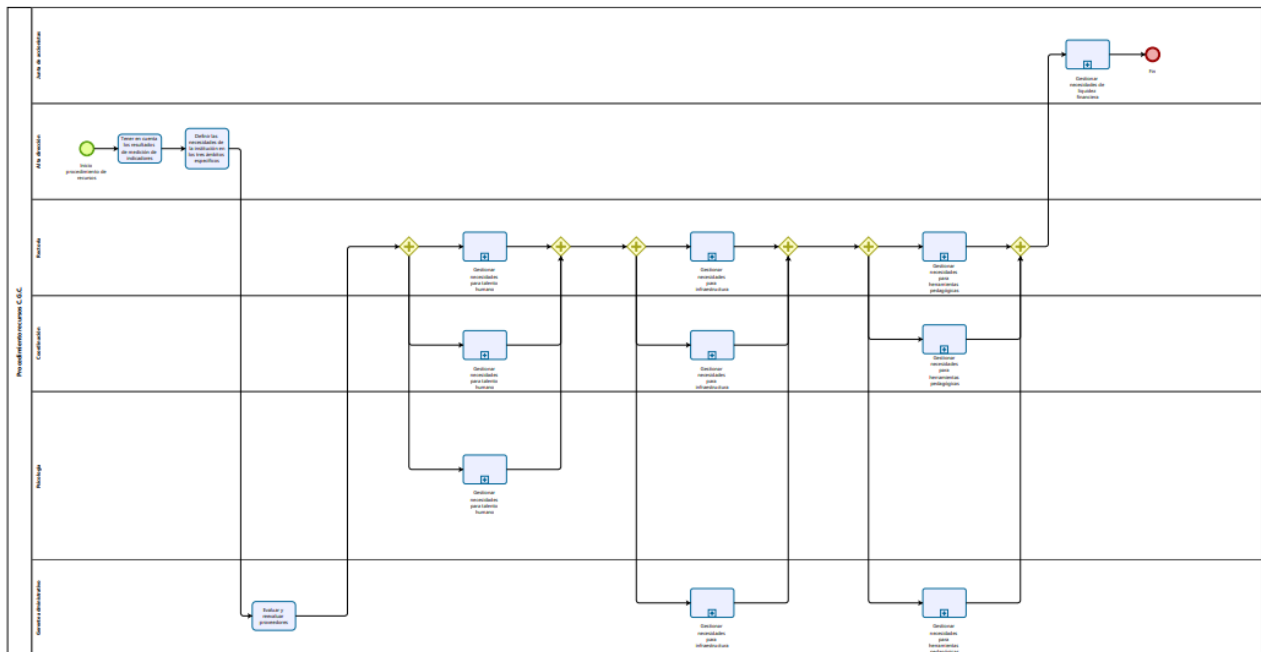 Procedimiento recursos C.G.C.
Junta de accionistas
Gestionar
necesidades de
liquidez
financiera
Fin
Alta dirección
Inicio
procedimiento de
recursos
Tener en cuenta
los resultados
de medición de
indicadores
Definir las
necesidades de
la institución en
los tres ámbitos
específicos
Rectoría
Gestionar
necesidades
para talento
humano
Gestionar
necesidades
para
infraestructura
Gestionar
necesidades
para
herramientas
pedagógicas
Coordinación
Gestionar
necesidades
para talento
humano
Gestionar
necesidades
para
infraestructura
Gestionar
necesidades
para
herramientas
pedagógicas
Psicología
Gestionar
necesidades
para talento
humano
Gerente administrativo
Evaluar y
reevaluar
proveedores
Gestionar
necesidades
para
infraestructura
Gestionar
necesidades
para
herramientas
pedagógicas